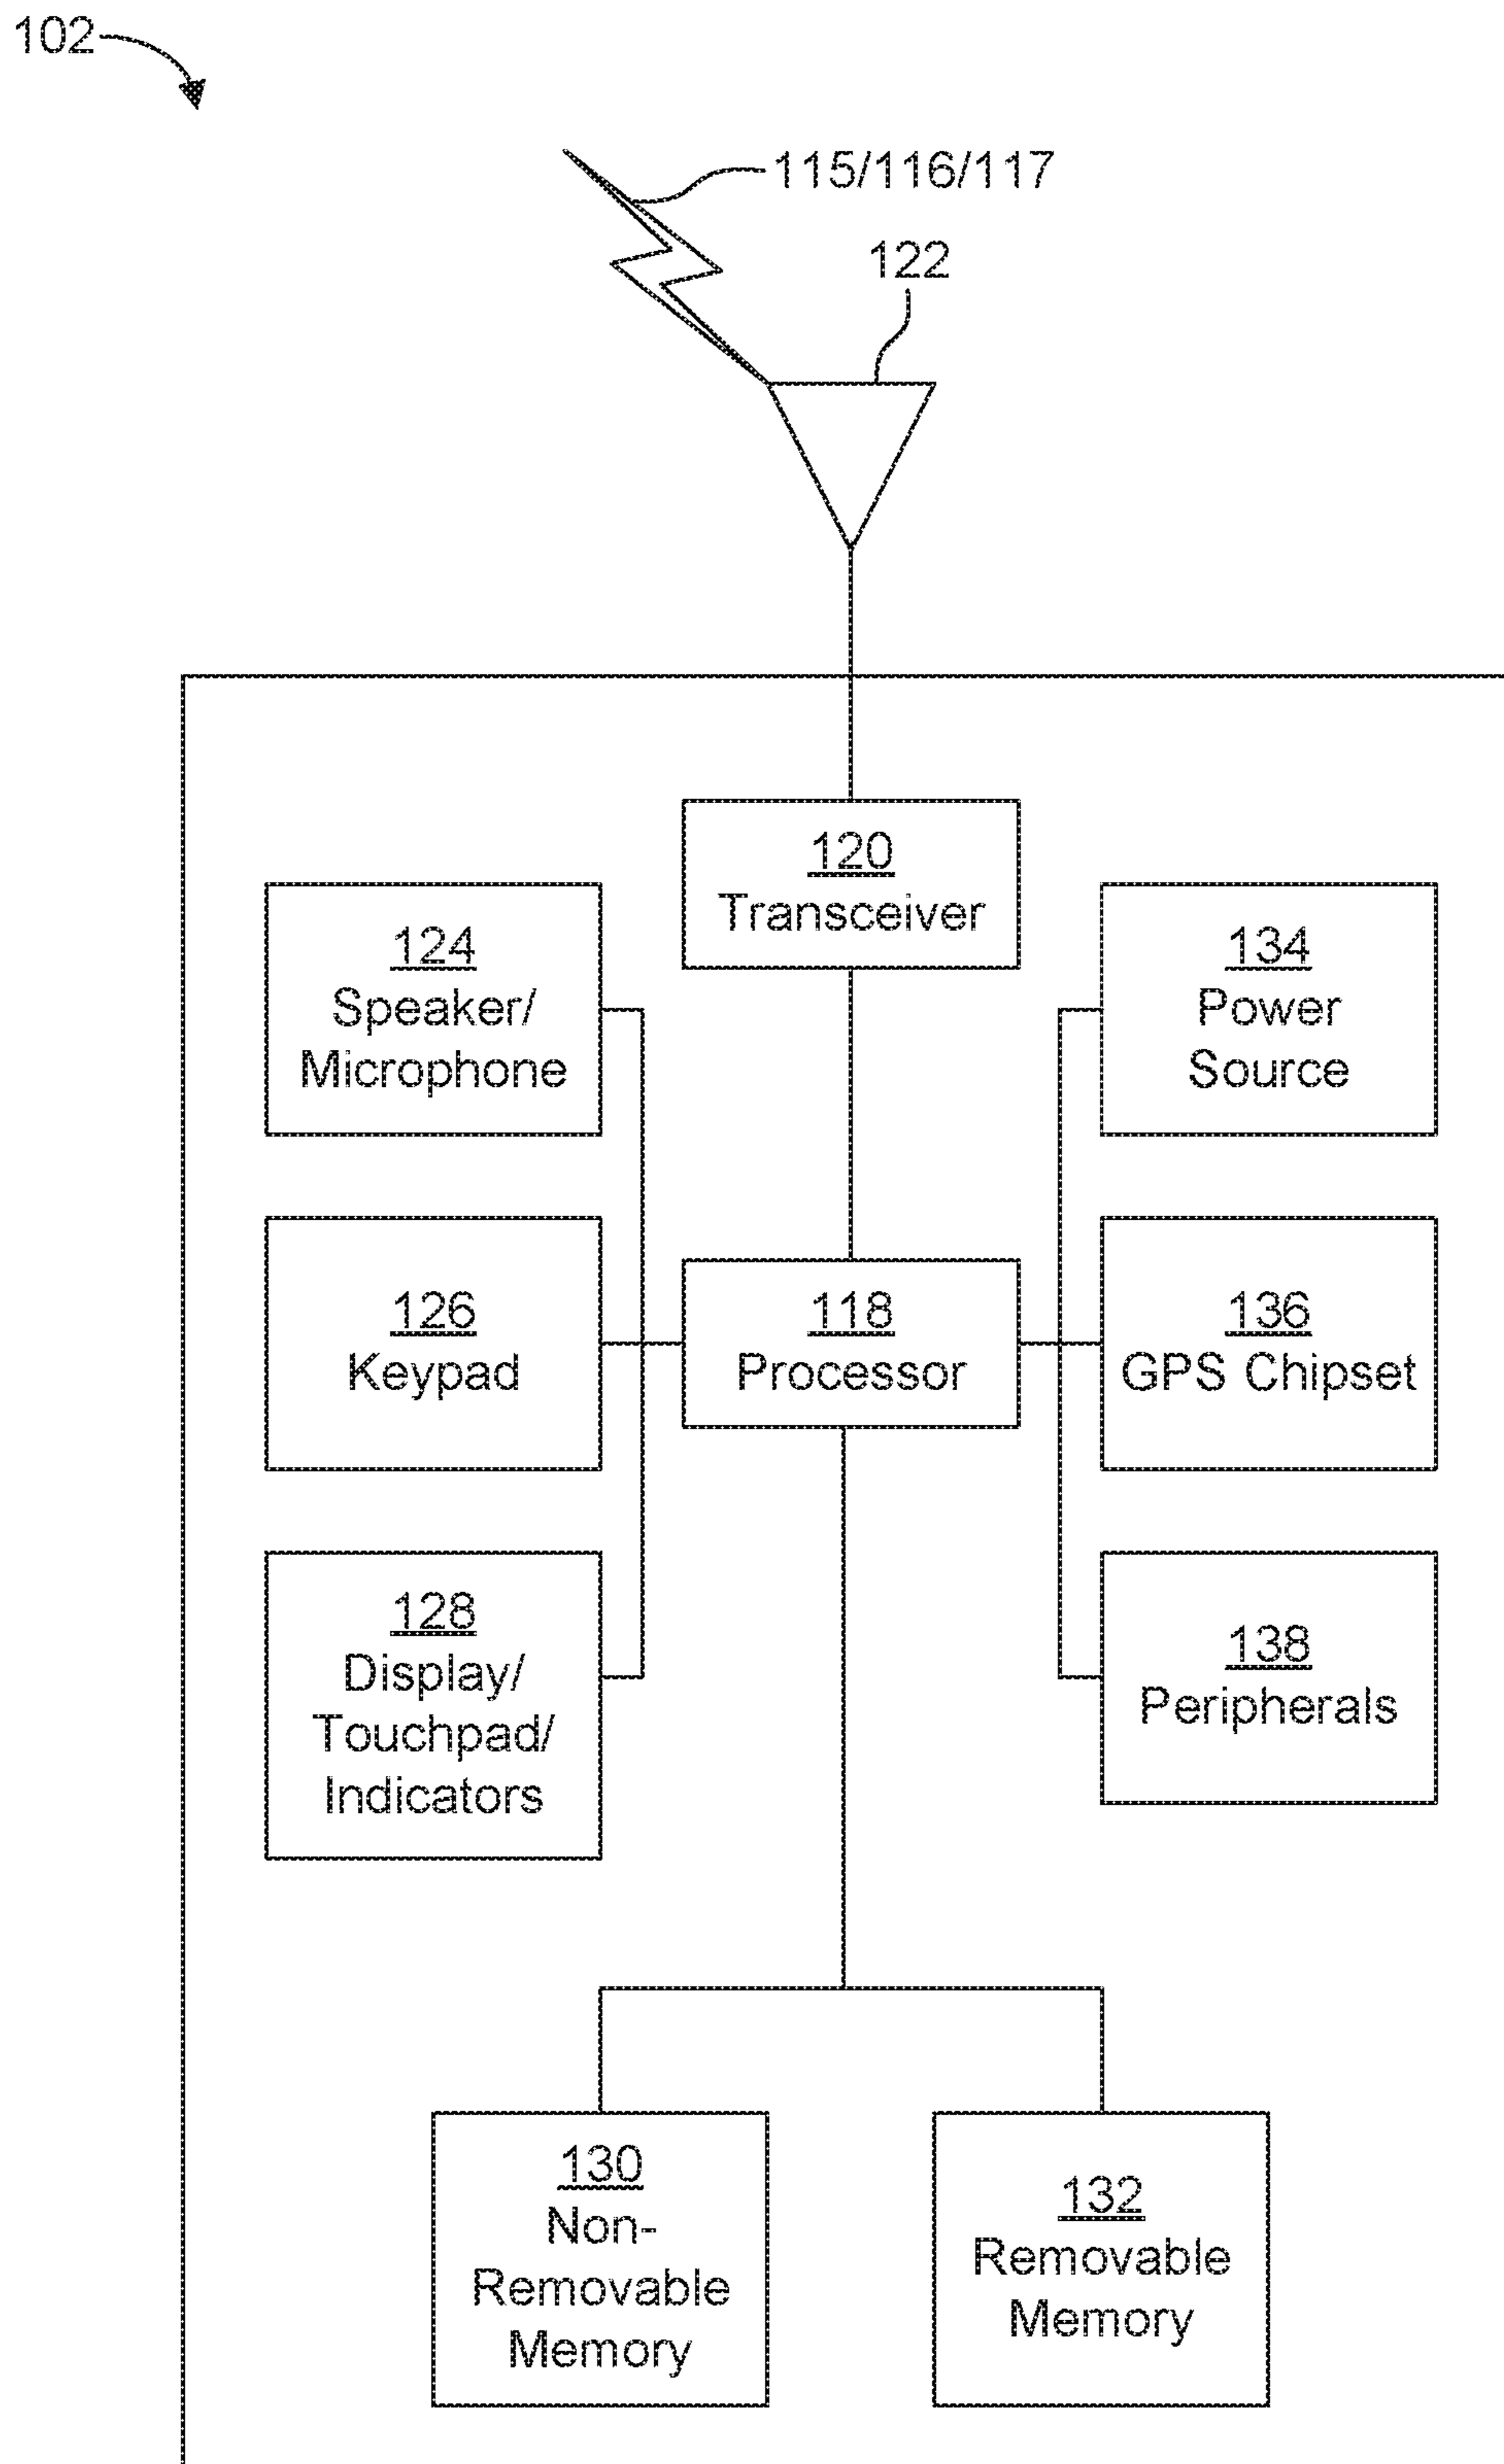 102
115/116/117
122
120
Transceiver
124
Speaker/
Microphone
134
Power
Source
126
Keypad
118
Processor
136
GPS Chipset
128
Display/
Touchpad/
Indicators
138
Peripherals
130
Non-
Removable
Memory
132
Removable
Memory